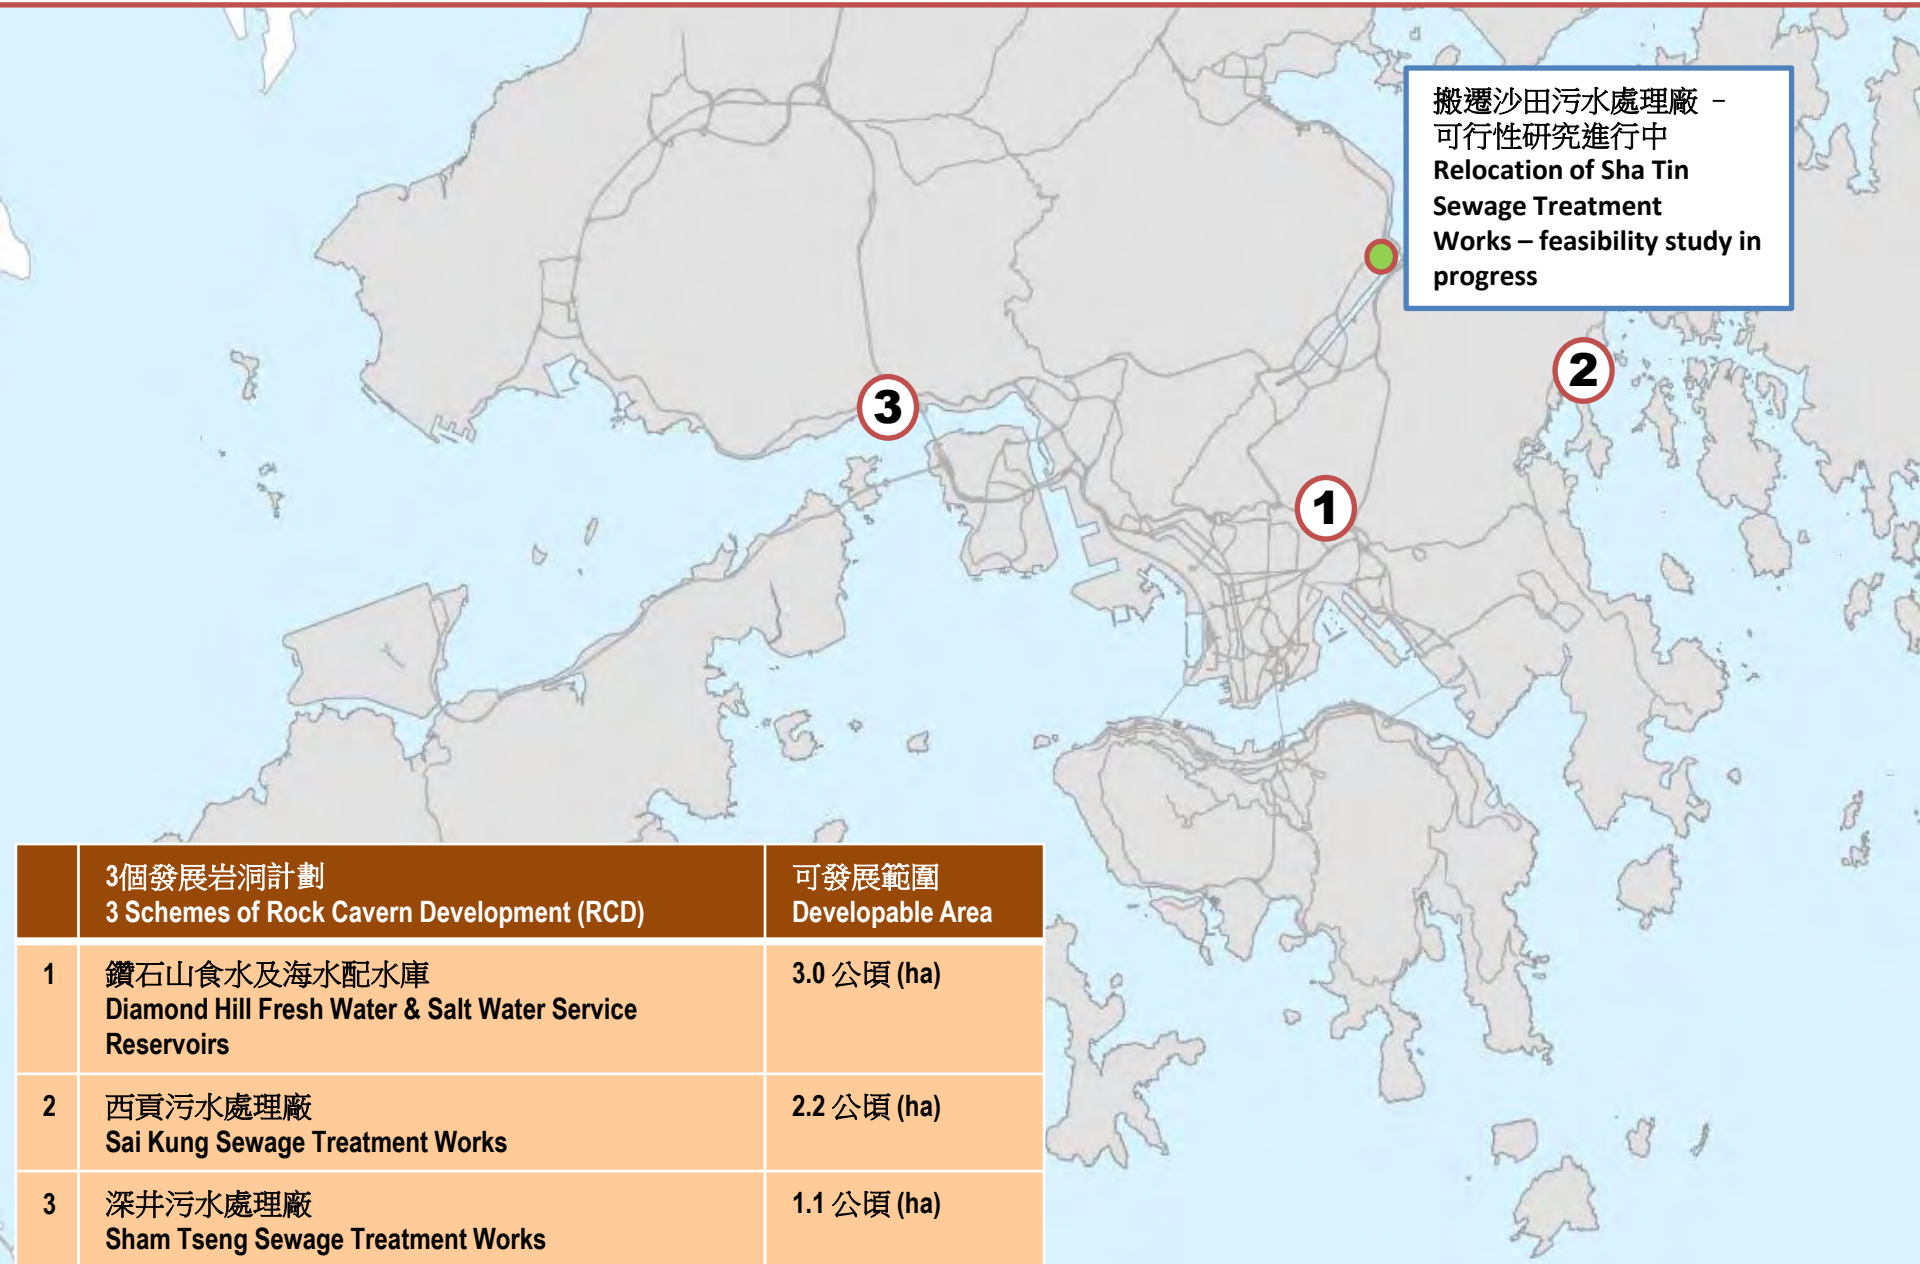 搬遷沙田污水處理廠 –
可行性研究進行中
Relocation of Sha Tin
Sewage Treatment
Works – feasibility study in
progress
2
3
1
3個發展岩洞計劃
3 Schemes of Rock Cavern Development (RCD)
可發展範圍
Developable Area
1
鑽石山食水及海水配水庫
Diamond Hill Fresh Water & Salt Water Service
Reservoirs
3.0 公頃 (ha)
2
西貢污水處理廠
Sai Kung Sewage Treatment Works
2.2 公頃 (ha)
3
深井污水處理廠
Sham Tseng Sewage Treatment Works
1.1 公頃 (ha)